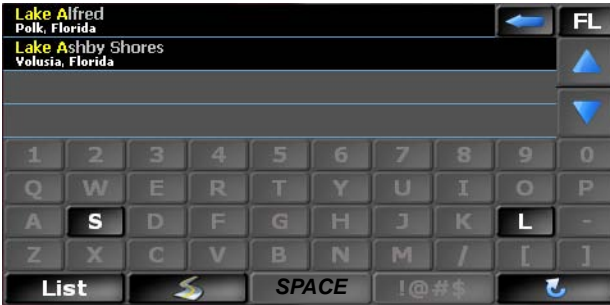 Lake Alfred
Polk, Florida
FL
Lake Ashby Shores
Volusia, Florida
1 2 3 4 5 6 7 8 9 0
Q W E R T Y U I O P
A S D F G H J K L -
Z X C V B N M / [ ]
List SPACE !@#$